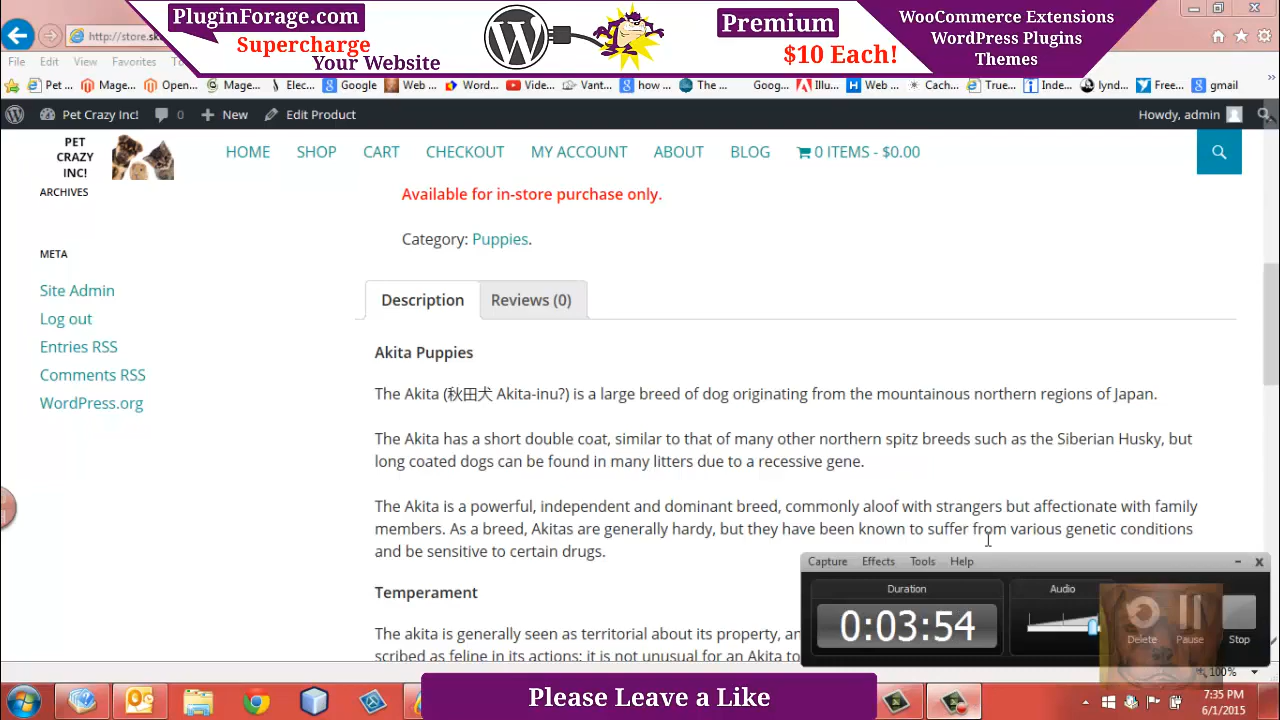 PluginForage.com
Supercharge
Your Website
Premium
$10 Each!
WooCommerce Extensions
WordPress Plugins
Themes
http://store.sk
File Edit View Favorites
Pet ... Mage... Openi... Mage... Elec... Google Web ... Word... Video... Vant... how ... The ... Goog... Illu... Web ... Cach... True... Inde... lynd... Free... gmail
Pet Crazy Inc! 0 New Edit Product Howdy, admin
PET
CRAZY
INC!
HOME SHOP CART CHECKOUT MY ACCOUNT ABOUT BLOG 0 ITEMS - $0.00
ARCHIVES
META
Site Admin
Log out
Entries RSS
Comments RSS
WordPress.org
Available for in-store purchase only.
Category: Puppies.
Description Reviews (0)
Akita Puppies
The Akita (秋田犬 Akita-inu?) is a large breed of dog originating from the mountainous northern regions of Japan.
The Akita has a short double coat, similar to that of many other northern spitz breeds such as the Siberian Husky, but
long coated dogs can be found in many litters due to a recessive gene.
The Akita is a powerful, independent and dominant breed, commonly aloof with strangers but affectionate with family
members. As a breed, Akitas are generally hardy, but they have been known to suffer from various genetic conditions
and be sensitive to certain drugs.
Temperament
The akita is generally seen as territorial about its property, an
scribed as feline in its actions; it is not unusual for an Akita to
Capture Effects Tools Help
Duration Audio
0:03:54
Delete Pause Stop
100%
Please Leave a Like
7:35 PM
6/1/2015